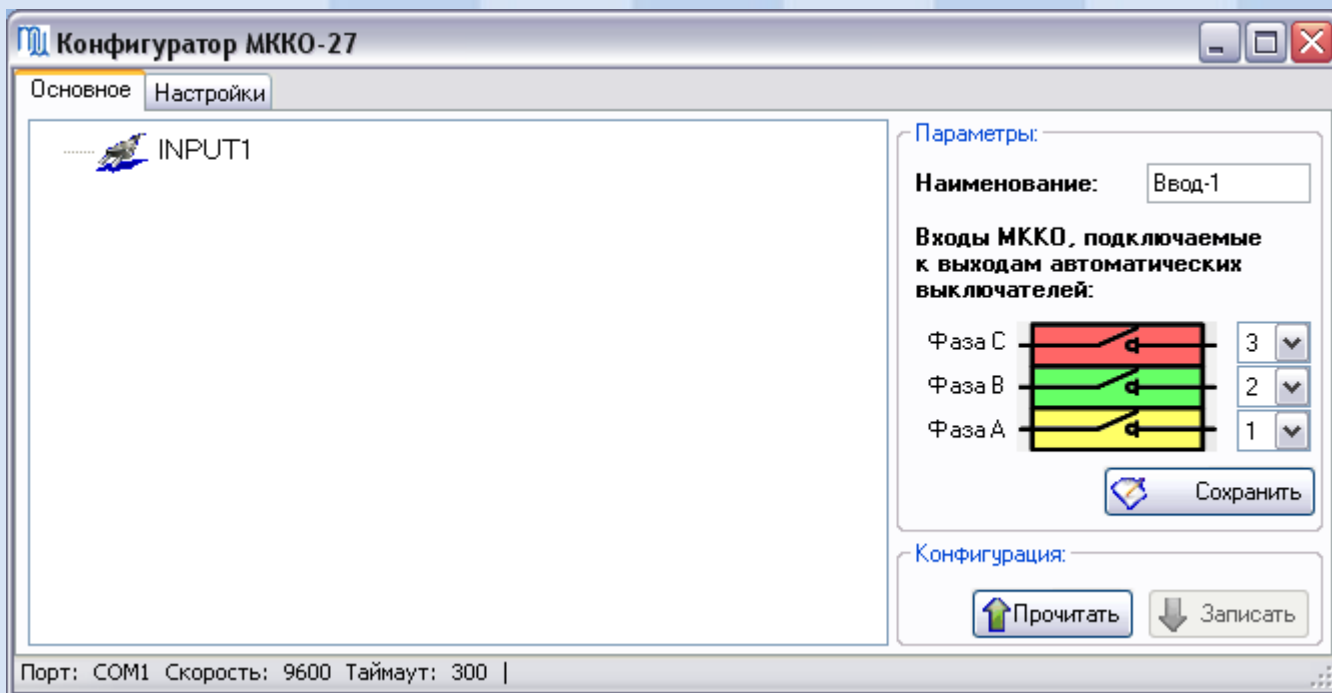 Конфигуратор МККО-27
Основное Настройки
INPUT1
Параметры:
Наименование: Ввод-1
Входы МККО, подключаемые
к выходам автоматических
выключателей:
Фаза C 3
Фаза B 2
Фаза A 1
Сохранить
Конфигурация:
Прочитать Записать
Порт: COM1 Скорость: 9600 Таймаут: 300 |